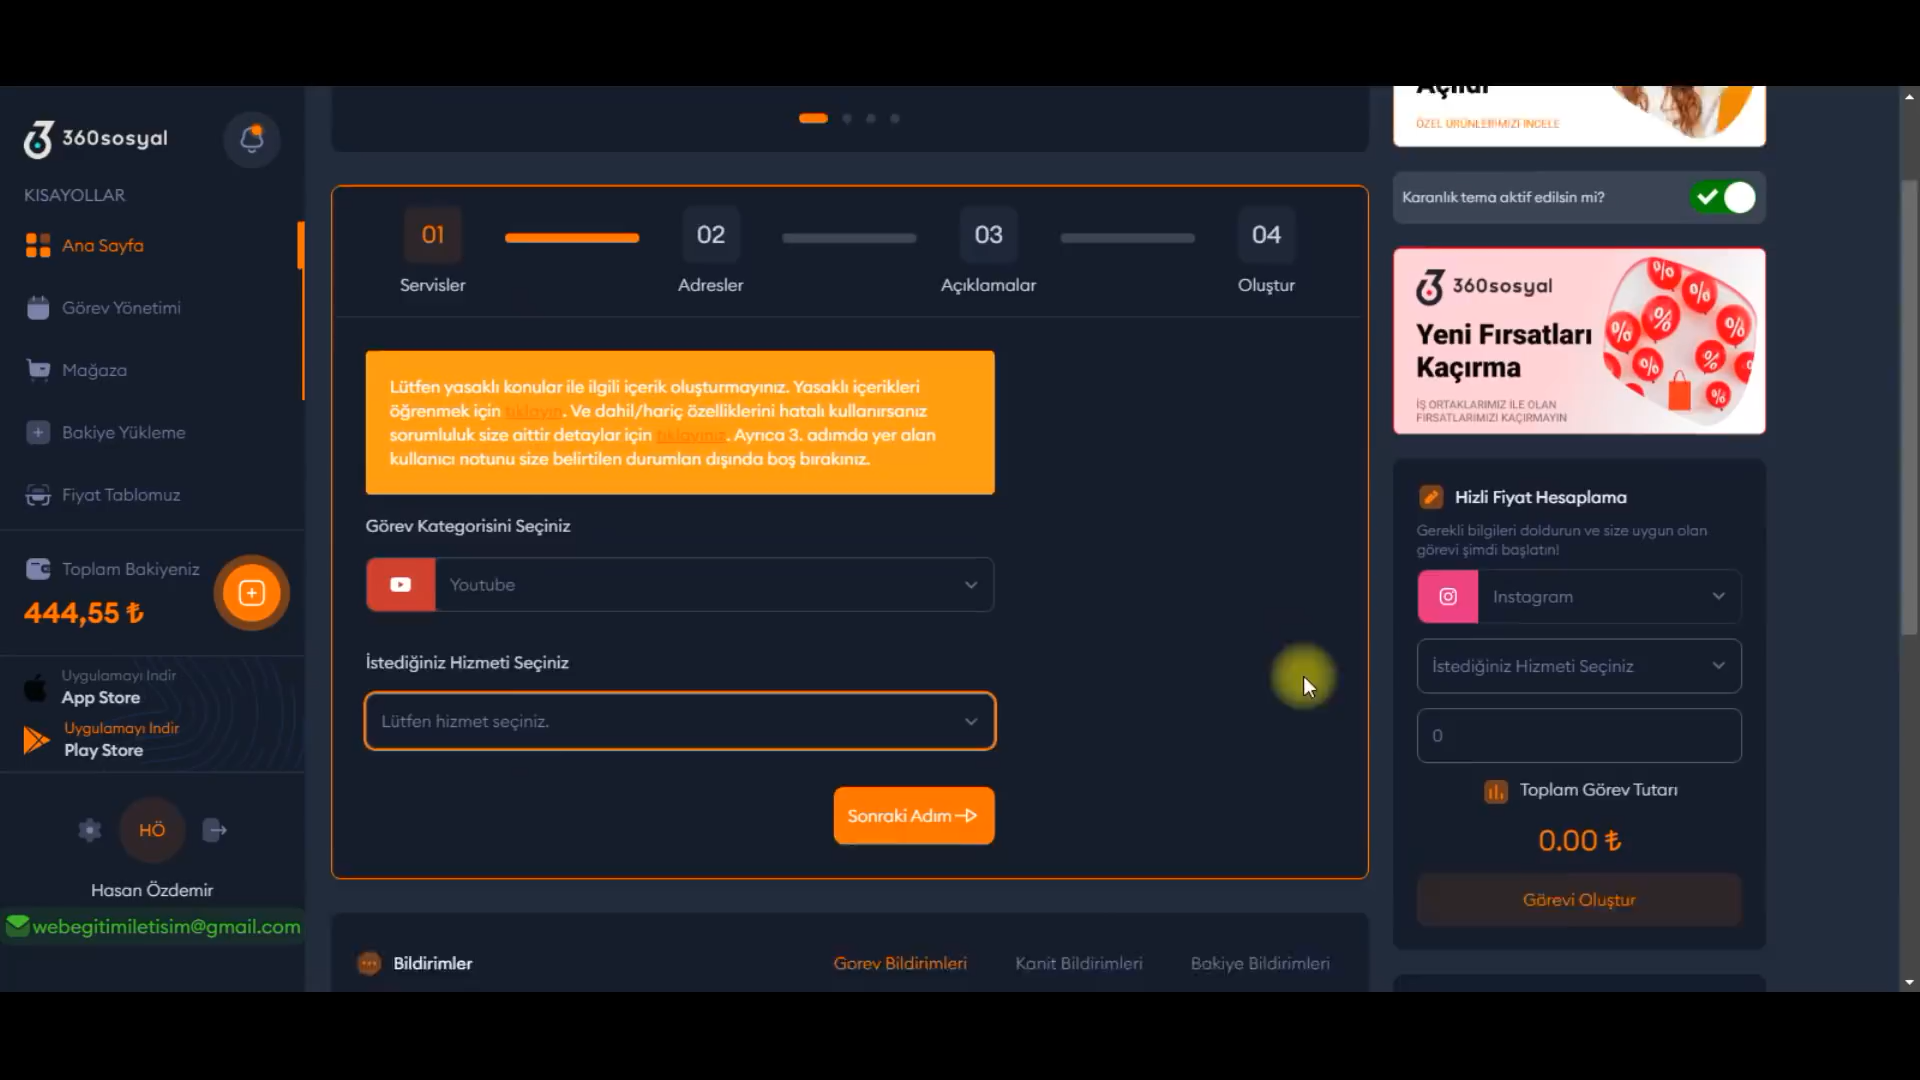 360sosyal
KISAYOLLAR
Ana Sayfa
Görev Yönetimi
Mağaza
Bakiye Yükleme
Fiyat Tablomuz
Toplam Bakiyeniz
444,55 ₺
Uygulamayı Indir
App Store
Uygulamayı Indir
Play Store
HÖ
Hasan Özdemir
webegitimiletisim@gmail.com
01
02
03
04
Servisler
Adresler
Açıklamalar
Oluştur
Lütfen yasaklı konular ile ilgili içerik oluşturmayınız. Yasaklı içerikleri
öğrenmek için tıklayın. Ve dahil/hariç özelliklerini hatalı kullanırsanız
sorumluluk size aittir detaylar için tıklayınız. Ayrıca 3. adımda yer alan
kullanıcı notunu size belirtilen durumları dışında boş bırakınız.
Görev Kategorisini Seçiniz
Youtube
İstediğiniz Hizmeti Seçiniz
Lütfen hizmet seçiniz.
Sonraki Adım
Bildirimler
Gorev Bildirimleri
Kanit Bildirimleri
Bakiye Bildirimleri
Açıldı
ÖZEL ÜRÜNLERİMİZİ İNCELE
Karanlık tema aktif edilsin mi?
360sosyal
Yeni Fırsatları
Kaçırma
İŞ ORTAKLARIMIZ İLE OLAN
FIRSATLARIMIZI KAÇIRMAYIN
Hizli Fiyat Hesaplama
Gerekli bilgileri doldurun ve size uygun olan
görevi şimdi başlatın!
Instagram
İstediğiniz Hizmeti Seçiniz
0
Toplam Görev Tutarı
0.00 ₺
Görevi Oluştur